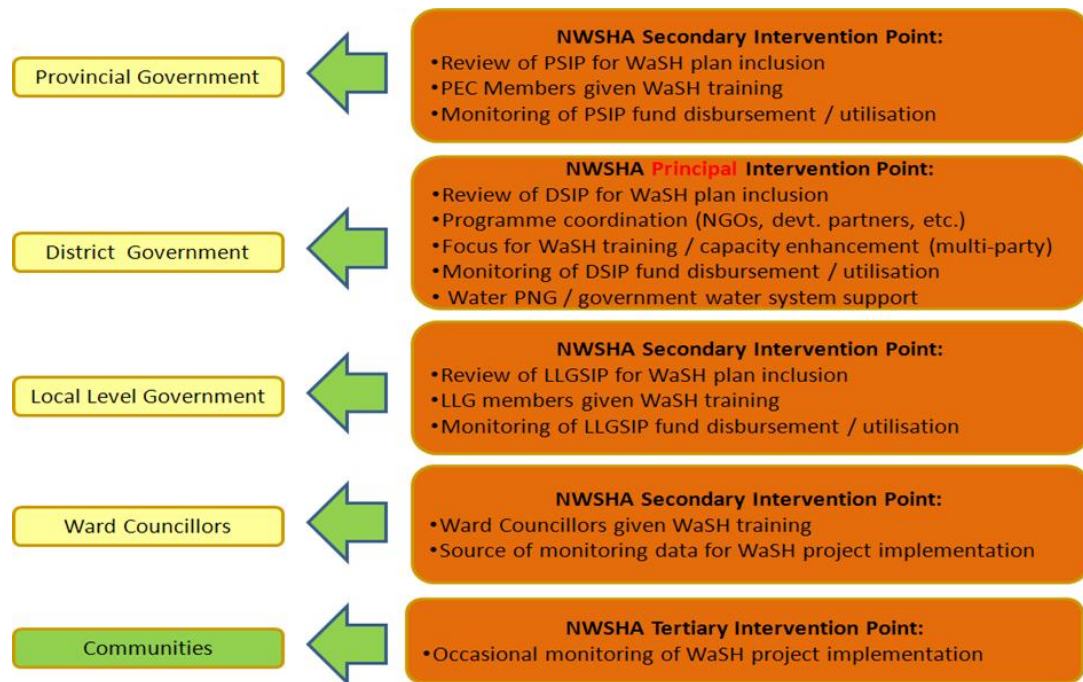 Provincial Government
NWSHA Secondary Intervention Point:
•Review of PSIP for WaSH plan inclusion
•PEC Members given WaSH training
•Monitoring of PSIP fund disbursement / utilisation
District Government
NWSHA Principal Intervention Point:
•Review of DSIP for WaSH plan inclusion
•Programme coordination (NGOs, devt. partners, etc.)
•Focus for WaSH training / capacity enhancement (multi-party)
•Monitoring of DSIP fund disbursement / utilisation
• Water PNG / government water system support
Local Level Government
NWSHA Secondary Intervention Point:
•Review of LLGSIP for WaSH plan inclusion
•LLG members given WaSH training
•Monitoring of LLGSIP fund disbursement / utilisation
Ward Councillors
NWSHA Secondary Intervention Point:
•Ward Councillors given WaSH training
•Source of monitoring data for WaSH project implementation
Communities
NWSHA Tertiary Intervention Point:
•Occasional monitoring of WaSH project implementation